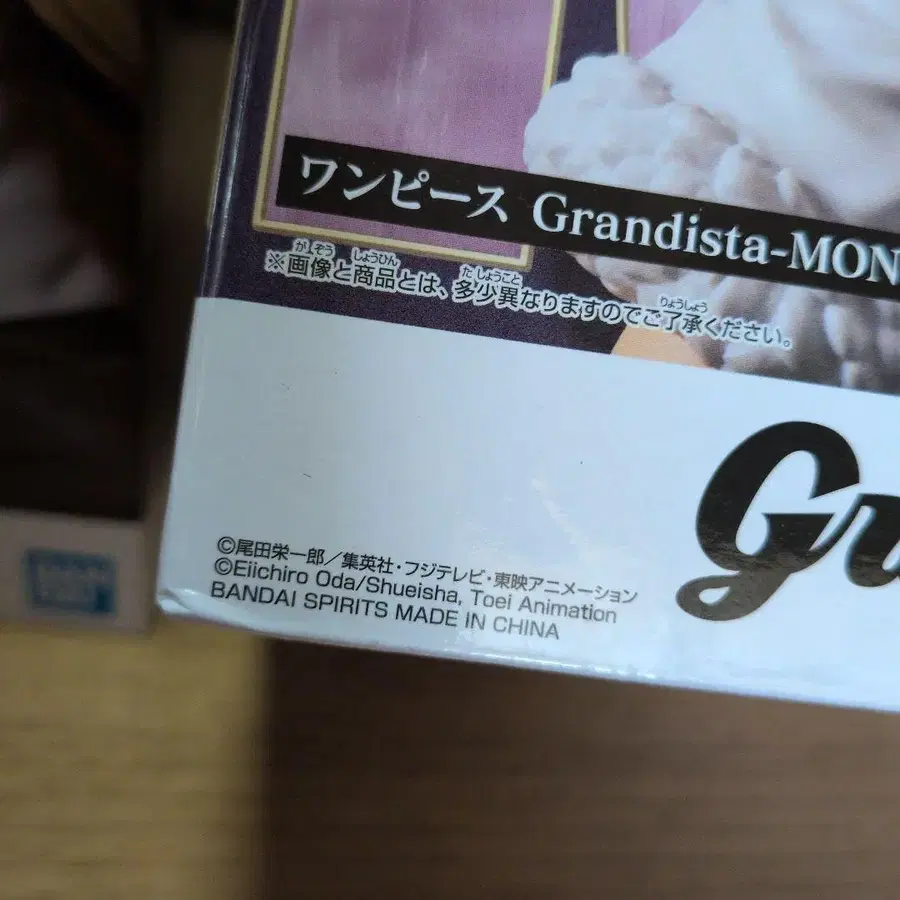 ワンピース Grandista-MON
がぞう しょうひん た しょうこと りょうしょう
※画像と商品とは、多少異なりますのでご了承ください。
Gr
©尾田栄一郎／集英社・フジテレビ・東映アニメーション
©Eiichiro Oda/Shueisha, Toei Animation
BANDAI SPIRITS MADE IN CHINA